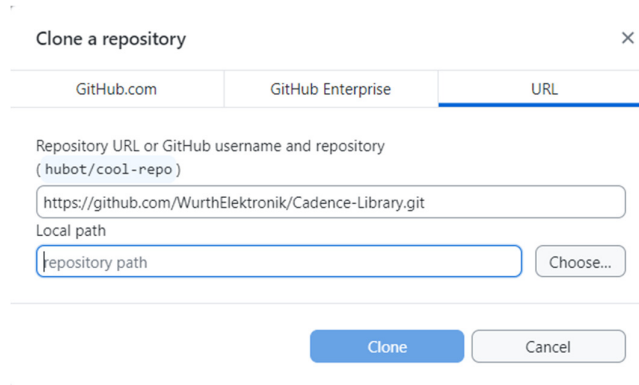 Clone a repository
GitHub.com
GitHub Enterprise
URL
Repository URL or GitHub username and repository
(hubot/cool-repo)
https://github.com/WurthElektronik/Cadence-Library.git
Local path
repository path
Choose...
Clone
Cancel